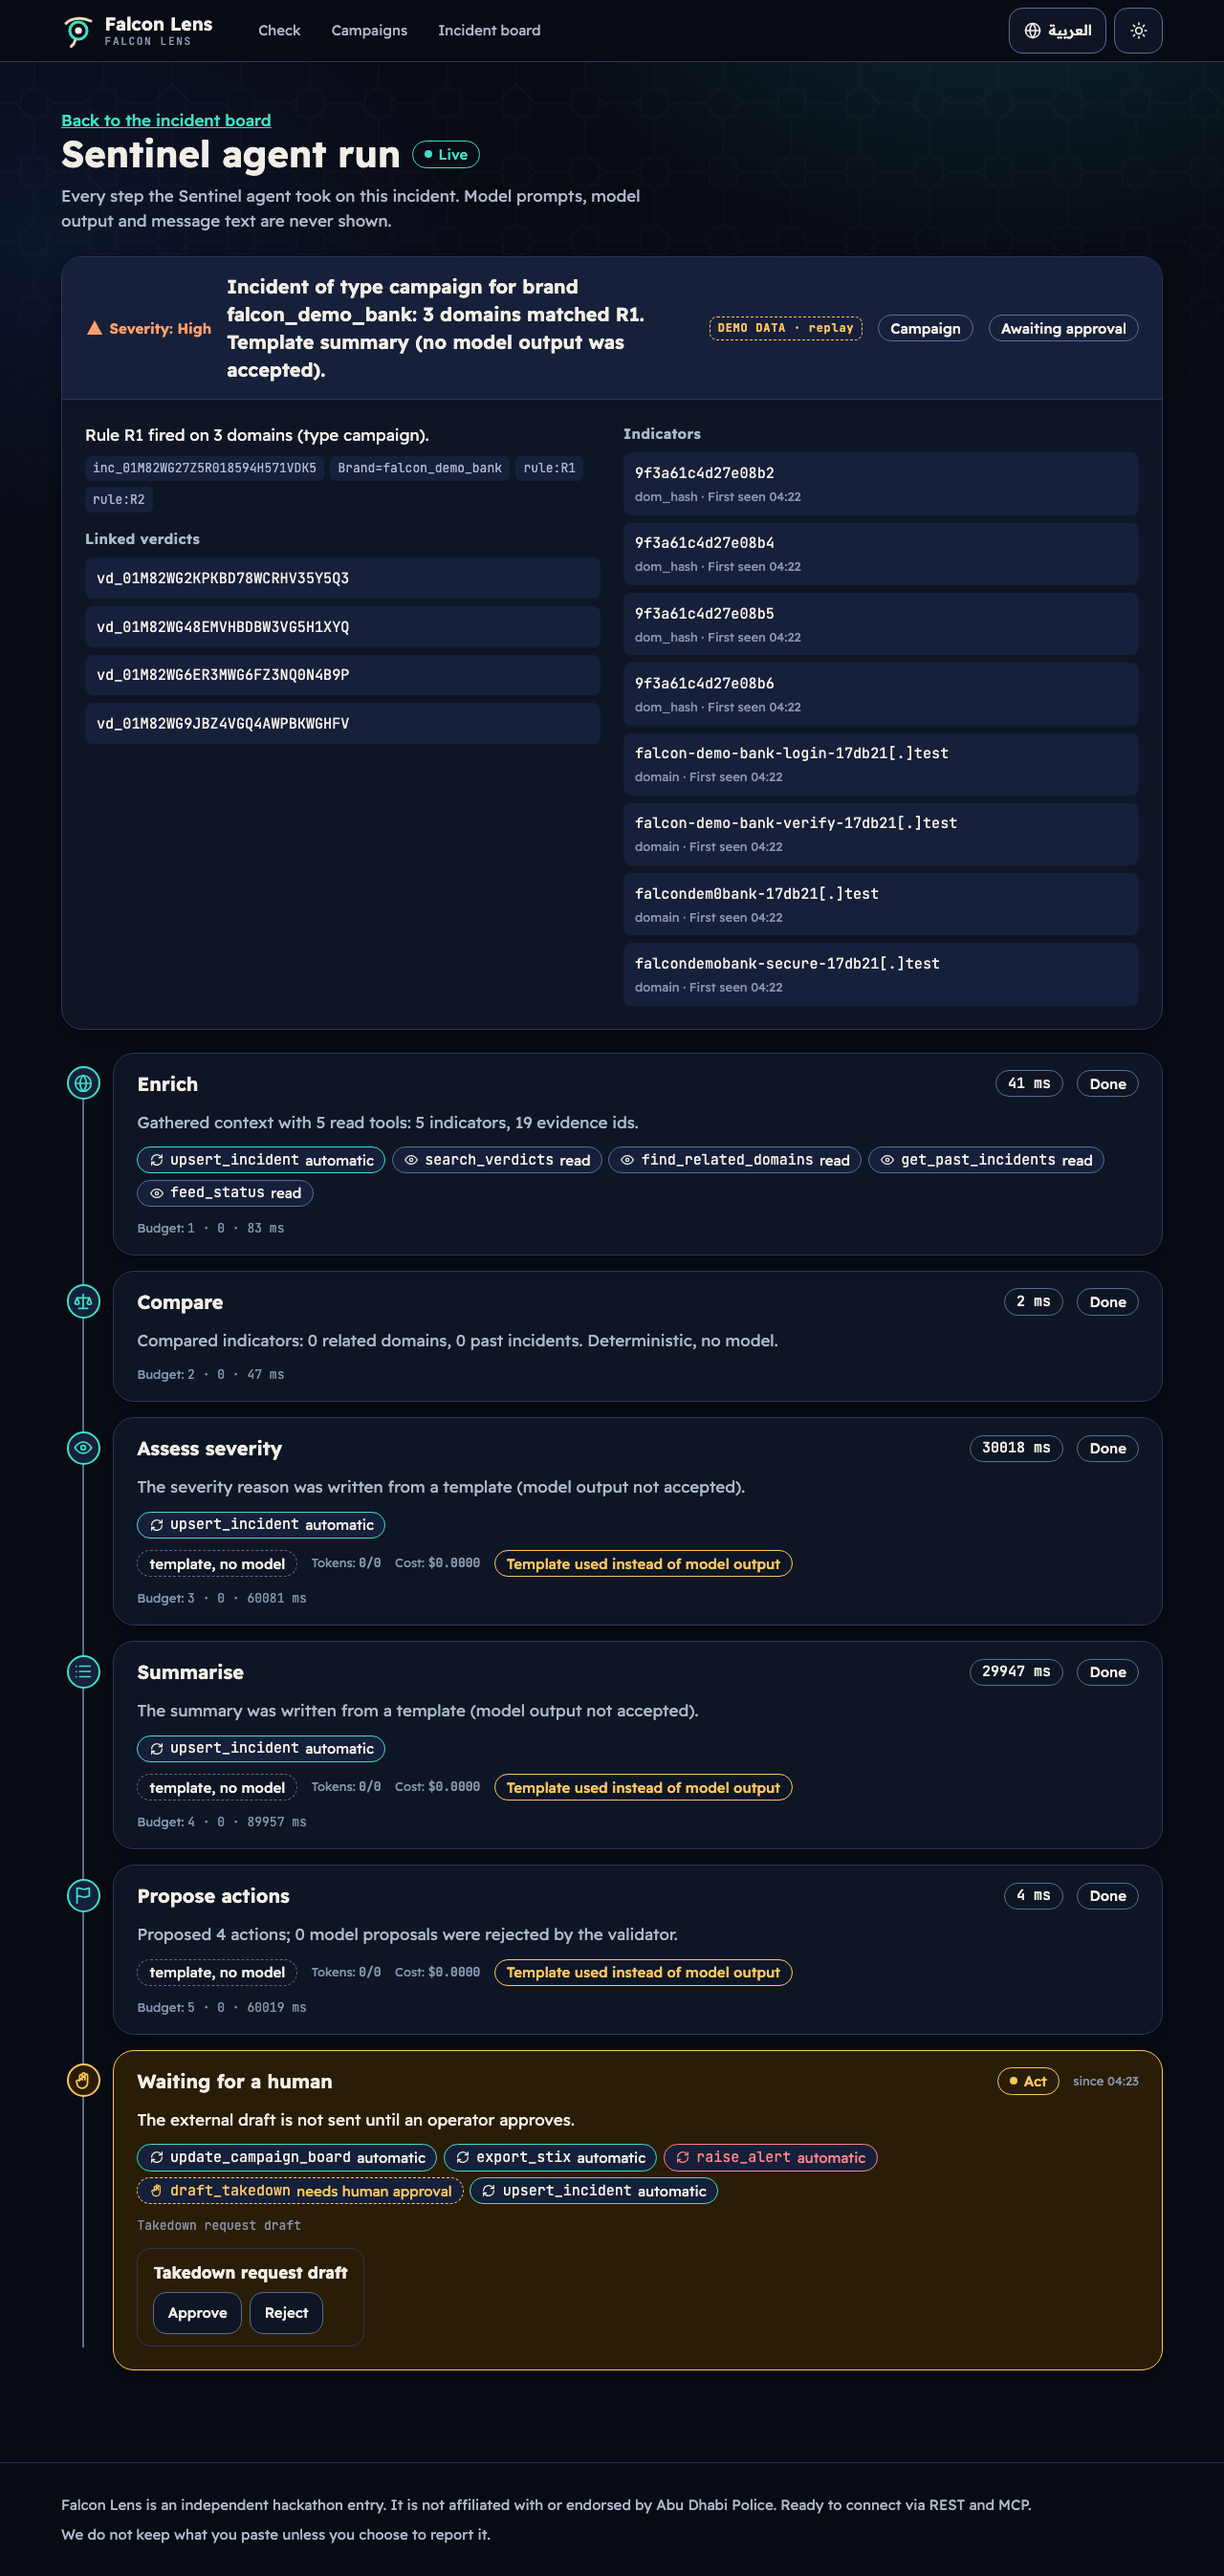 Falcon Lens
FALCON LENS
Check
Campaigns
Incident board
العربية
Back to the incident board
Sentinel agent run
Live
Every step the Sentinel agent took on this incident. Model prompts, model
output and message text are never shown.
Severity: High
Incident of type campaign for brand
falcon_demo_bank: 3 domains matched R1.
Template summary (no model output was
accepted).
DEMO DATA · replay
Campaign
Awaiting approval
Rule R1 fired on 3 domains (type campaign).
inc_01M82WG27Z5R018594H571VDK5
Brand=falcon_demo_bank
rule:R1
rule:R2
Linked verdicts
vd_01M82WG2KPKBD78WCRHV35Y5Q3
vd_01M82WG48EMVHBDBW3VG5H1XYQ
vd_01M82WG6ER3MWG6FZ3NQ0N4B9P
vd_01M82WG9JBZ4VGQ4AWPBKWGHFV
Indicators
9f3a61c4d27e08b2
dom_hash · First seen 04:22
9f3a61c4d27e08b4
dom_hash · First seen 04:22
9f3a61c4d27e08b5
dom_hash · First seen 04:22
9f3a61c4d27e08b6
dom_hash · First seen 04:22
falcon-demo-bank-login-17db21[.]test
domain · First seen 04:22
falcon-demo-bank-verify-17db21[.]test
domain · First seen 04:22
falcondem0bank-17db21[.]test
domain · First seen 04:22
falcondemobank-secure-17db21[.]test
domain · First seen 04:22
Enrich
41 ms
Done
Gathered context with 5 read tools: 5 indicators, 19 evidence ids.
upsert_incident automatic
search_verdicts read
find_related_domains read
get_past_incidents read
feed_status read
Budget: 1 · 0 · 83 ms
Compare
2 ms
Done
Compared indicators: 0 related domains, 0 past incidents. Deterministic, no model.
Budget: 2 · 0 · 47 ms
Assess severity
30018 ms
Done
The severity reason was written from a template (model output not accepted).
upsert_incident automatic
template, no model
Tokens: 0/0
Cost: $0.0000
Template used instead of model output
Budget: 3 · 0 · 60081 ms
Summarise
29947 ms
Done
The summary was written from a template (model output not accepted).
upsert_incident automatic
template, no model
Tokens: 0/0
Cost: $0.0000
Template used instead of model output
Budget: 4 · 0 · 89957 ms
Propose actions
4 ms
Done
Proposed 4 actions; 0 model proposals were rejected by the validator.
template, no model
Tokens: 0/0
Cost: $0.0000
Template used instead of model output
Budget: 5 · 0 · 60019 ms
Waiting for a human
Act
since 04:23
The external draft is not sent until an operator approves.
update_campaign_board automatic
export_stix automatic
raise_alert automatic
draft_takedown needs human approval
upsert_incident automatic
Takedown request draft
Takedown request draft
Approve
Reject
Falcon Lens is an independent hackathon entry. It is not affiliated with or endorsed by Abu Dhabi Police. Ready to connect via REST and MCP.
We do not keep what you paste unless you choose to report it.